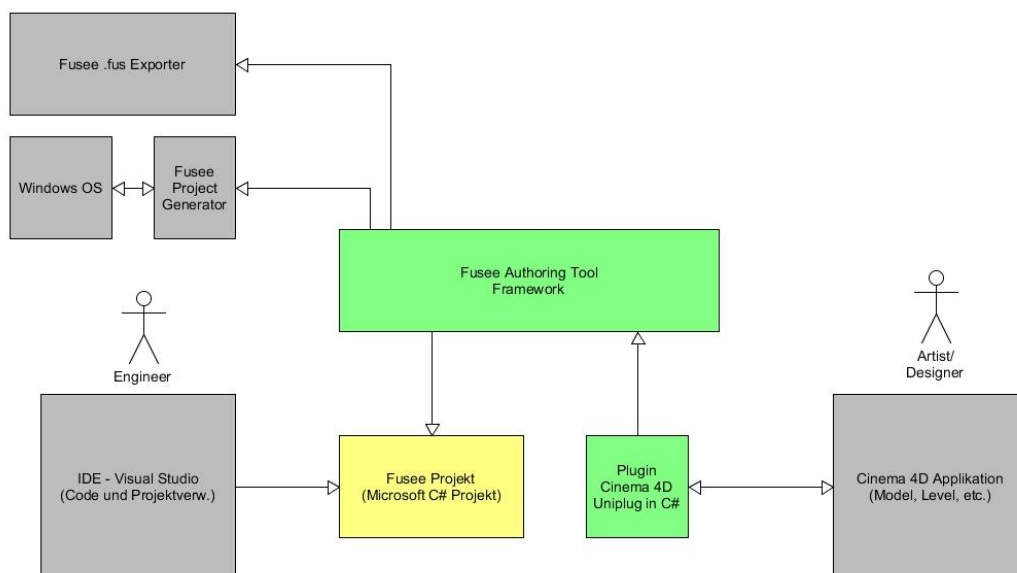 Fusee .fus Exporter
Windows OS
Fusee
Project
Generator
Fusee Authoring Tool
Framework
Engineer
Artist/
Designer
IDE - Visual Studio
(Code und Projektverw.)
Fusee Projekt
(Microsoft C# Projekt)
Plugin
Cinema 4D
Uniplug in C#
Cinema 4D Applikation
(Model, Level, etc.)